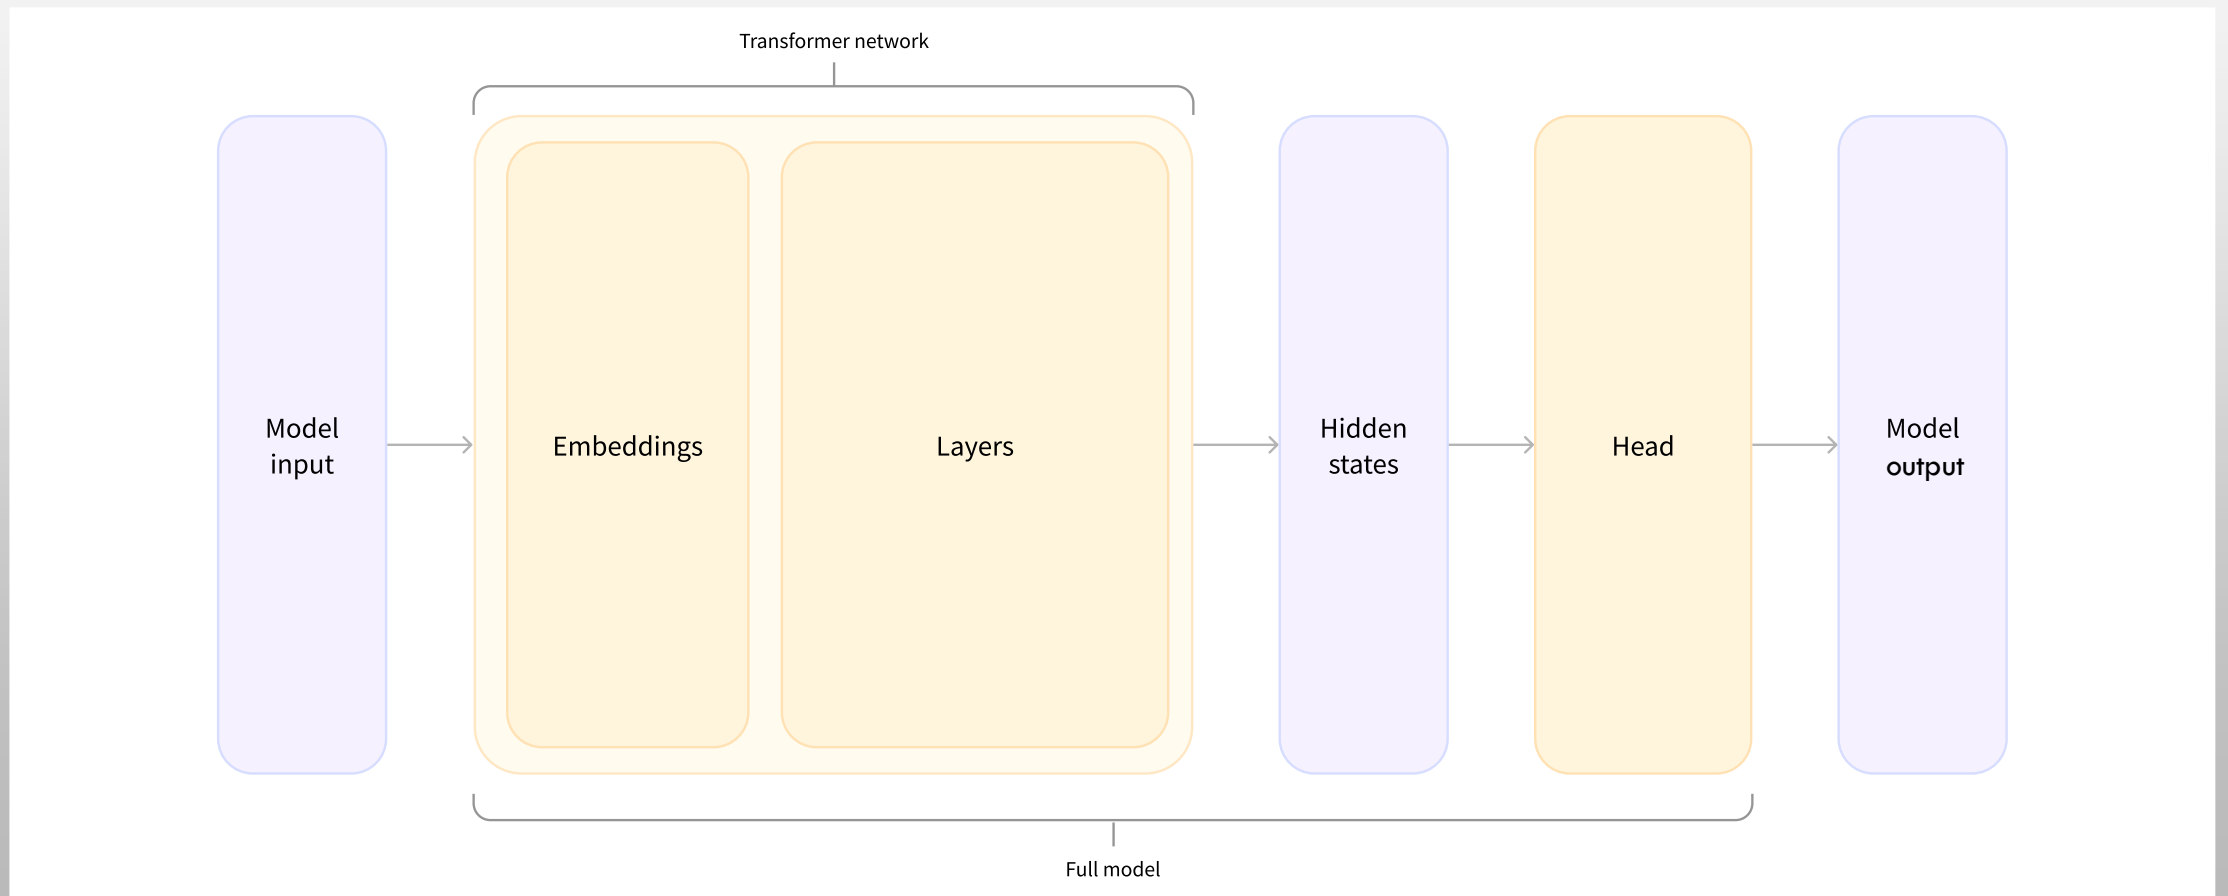 Transformer network
Model
input
Embeddings
Layers
Hidden
states
Head
Model
output
Full model